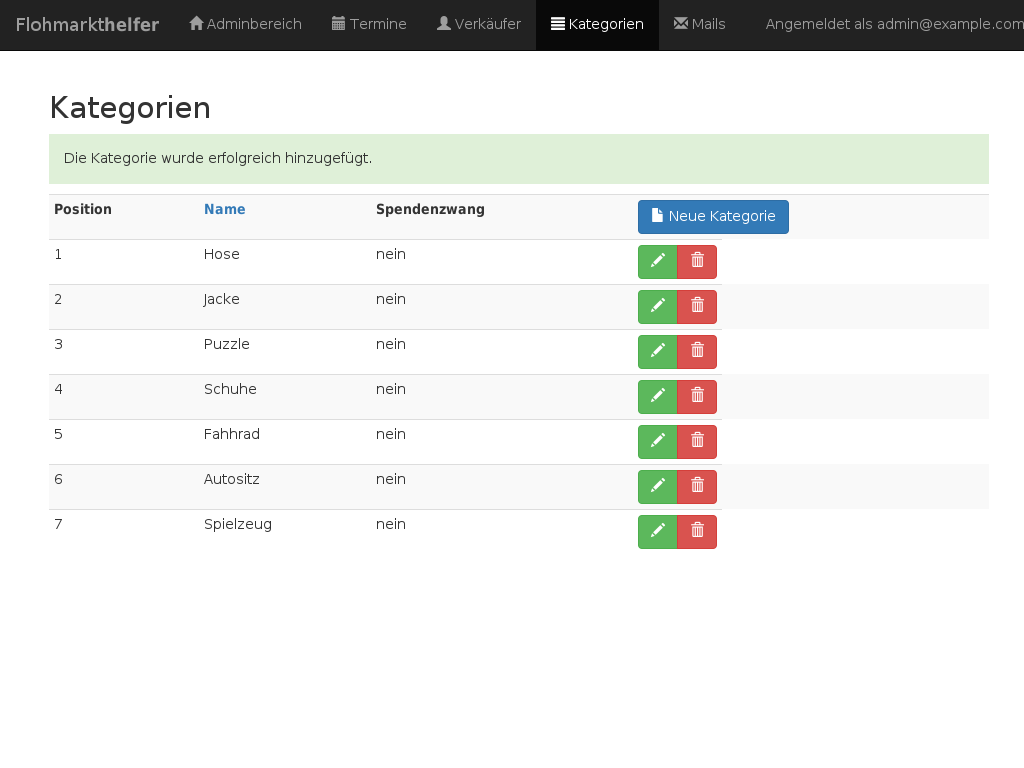 Flohmarkthelfer Adminbereich Termine Verkäufer Kategorien Mails Angemeldet als admin@example.com
Kategorien
Die Kategorie wurde erfolgreich hinzugefügt.
Position Name Spendenzwang Neue Kategorie
1 Hose nein
2 Jacke nein
3 Puzzle nein
4 Schuhe nein
5 Fahhrad nein
6 Autositz nein
7 Spielzeug nein